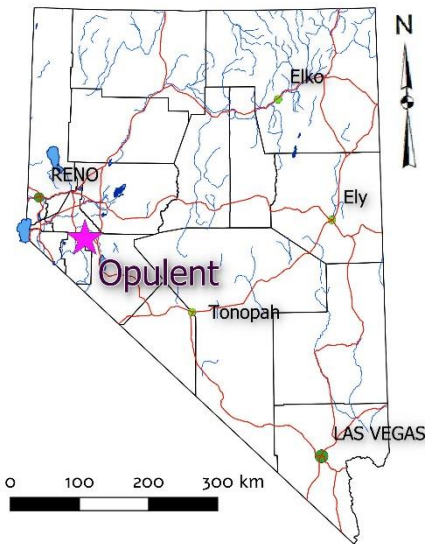 N
Elko
RENO
Ely
Opulent
Tonopah
LAS VEGAS
0 100 200 300 km